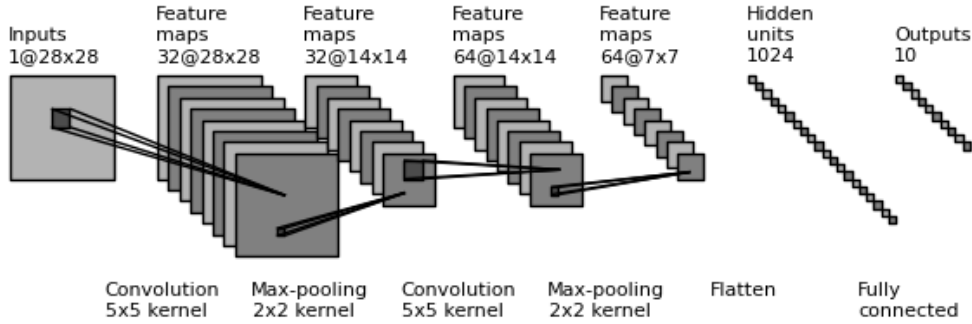 Inputs
1@28x28
Feature
maps
32@28x28
Feature
maps
32@14x14
Feature
maps
64@14x14
Feature
maps
64@7x7
Hidden
units
1024
Outputs
10
Convolution
5x5 kernel
Max-pooling
2x2 kernel
Convolution
5x5 kernel
Max-pooling
2x2 kernel
Flatten
Fully
connected